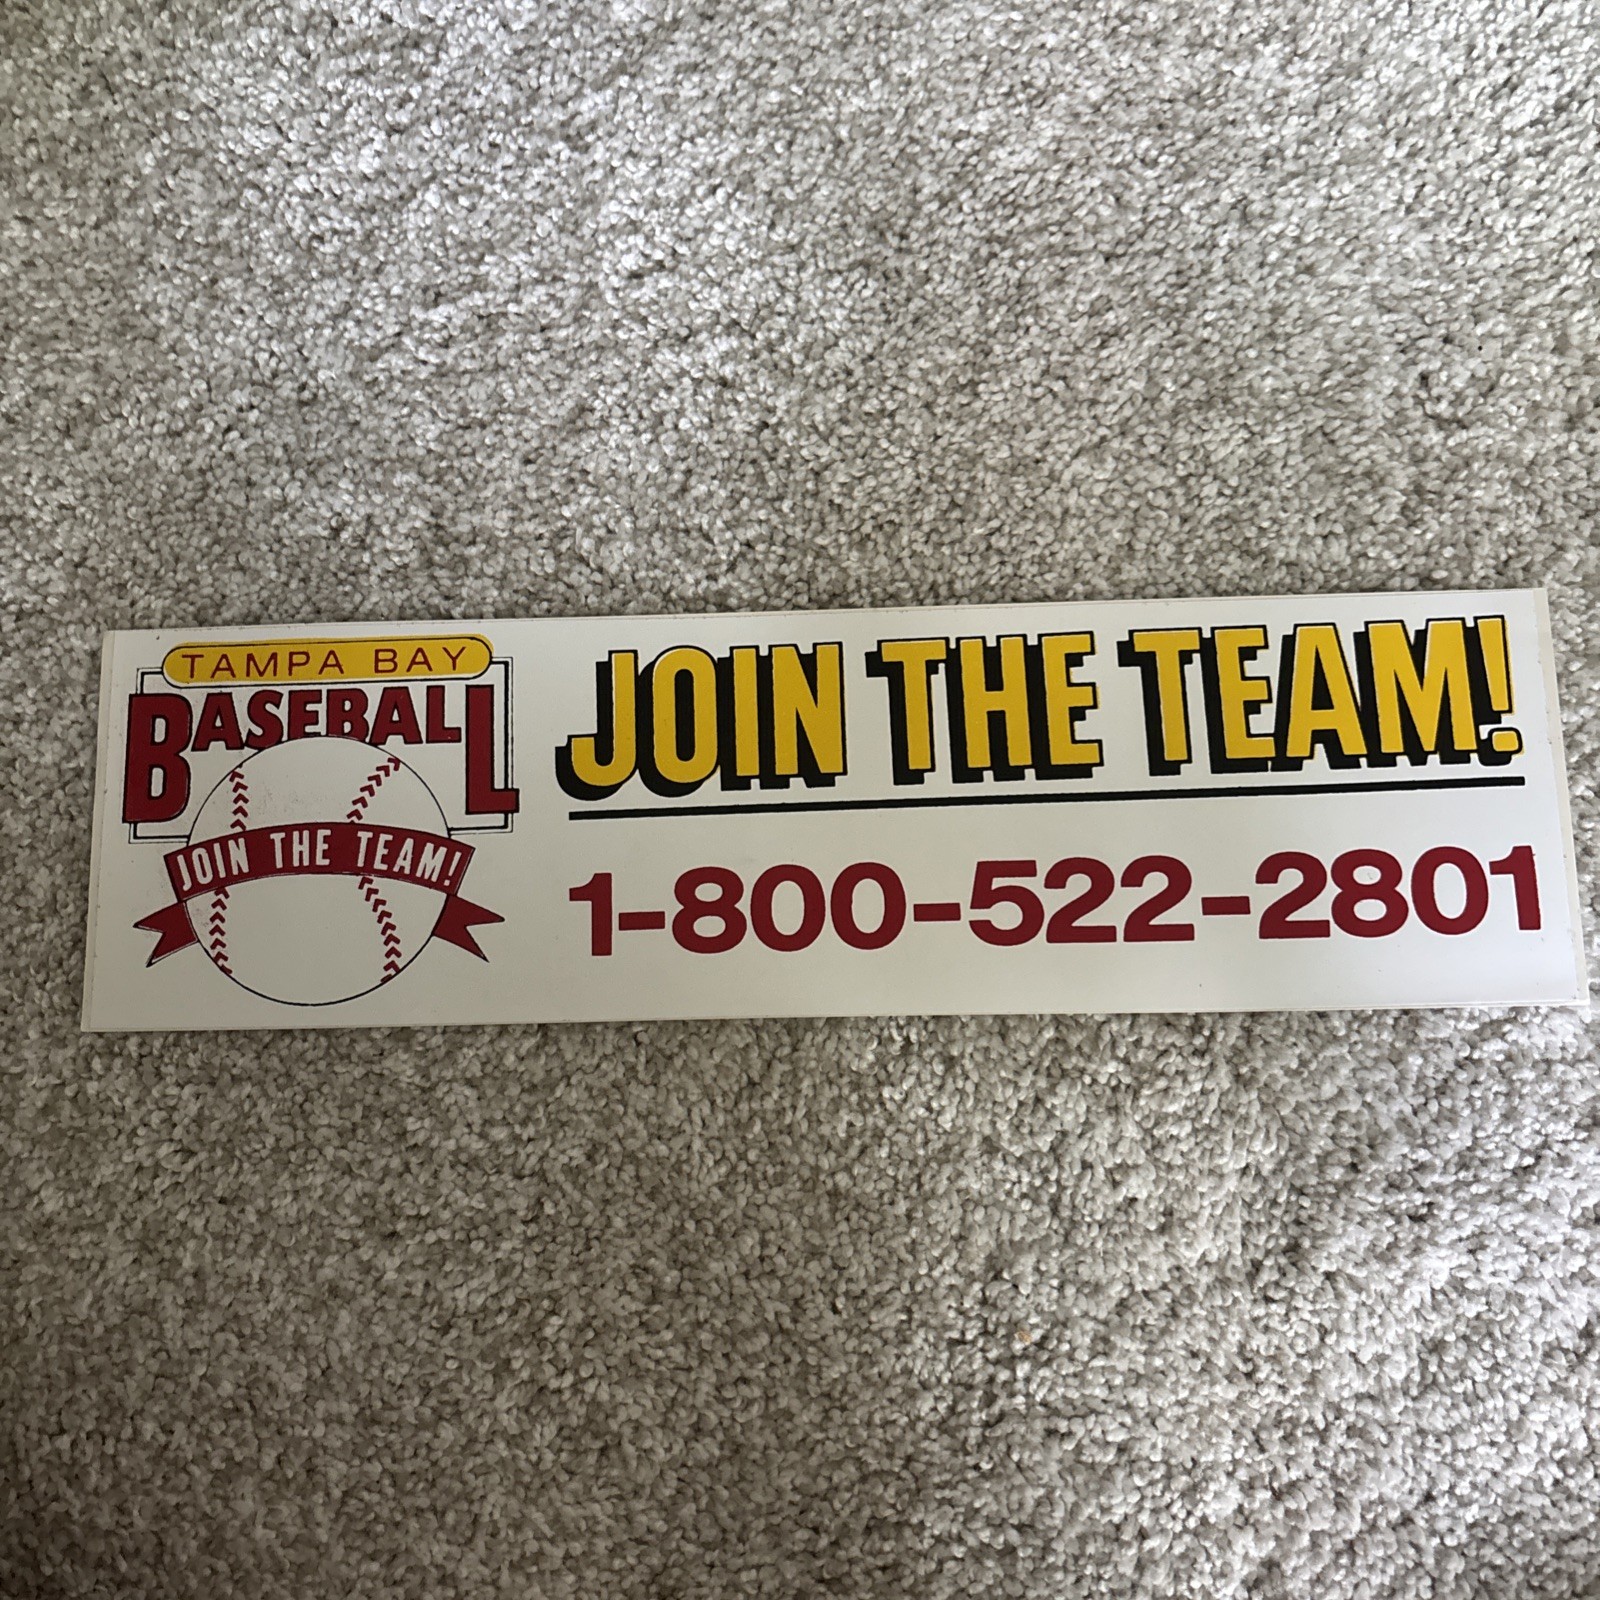 TAMPA BAY
BASEBALL
JOIN THE TEAM!
JOIN THE TEAM!
1-800-522-2801